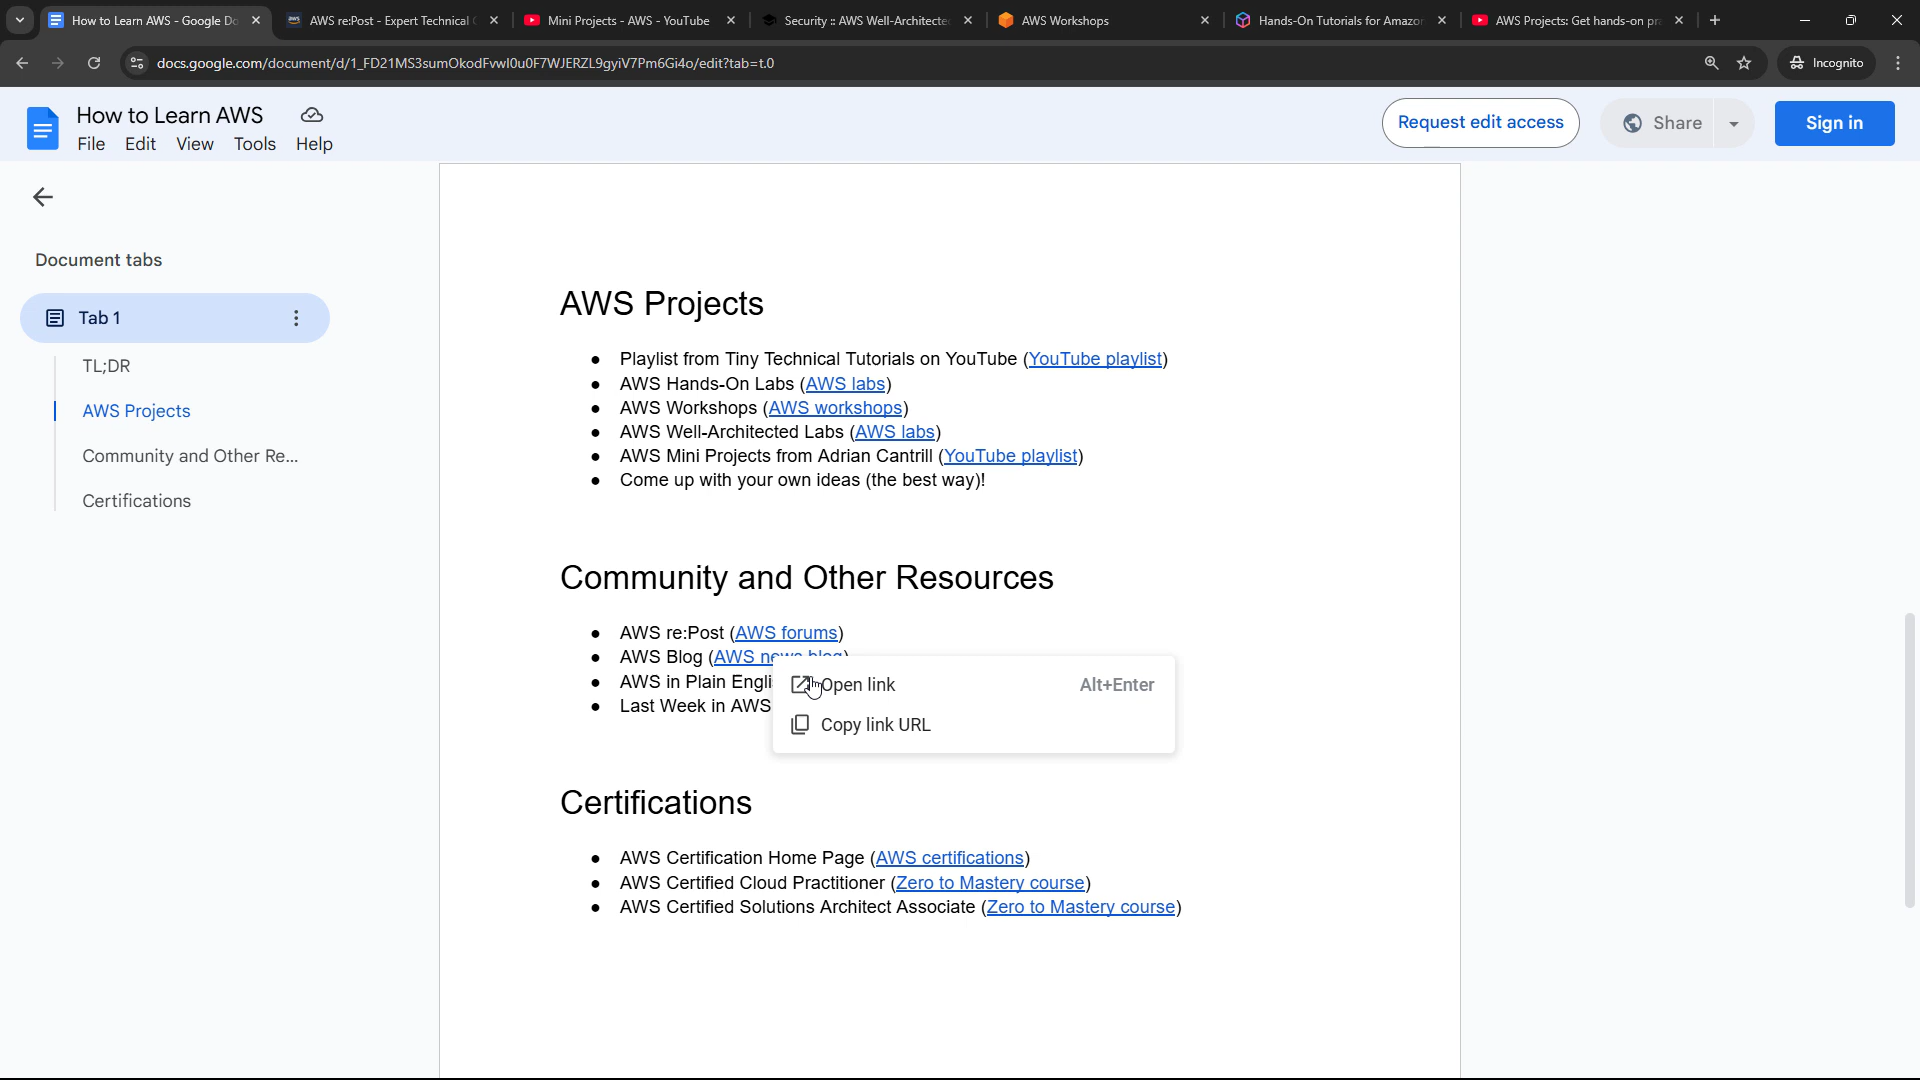 How to Learn AWS - Google Do
AWS re:Post - Expert Technical
Mini Projects - AWS - YouTube
Security :: AWS Well-Architecte
AWS Workshops
Hands-On Tutorials for Amazon
AWS Projects: Get hands-on pra
docs.google.com/document/d/1_FD21MS3sumOkodFvwl0u0F7WJERZL9gyiV7Pm6Gi4o/edit?tab=t.0
Incognito
How to Learn AWS
File Edit View Tools Help
Request edit access
Share
Sign in
Document tabs
Tab 1
TL;DR
AWS Projects
Community and Other Re...
Certifications
AWS Projects
● Playlist from Tiny Technical Tutorials on YouTube (YouTube playlist)
● AWS Hands-On Labs (AWS labs)
● AWS Workshops (AWS workshops)
● AWS Well-Architected Labs (AWS labs)
● AWS Mini Projects from Adrian Cantrill (YouTube playlist)
● Come up with your own ideas (the best way)!
Community and Other Resources
● AWS re:Post (AWS forums)
● AWS Blog (AWS news blog)
● AWS in Plain Engli
● Last Week in AWS
Open link Alt+Enter
Copy link URL
Certifications
● AWS Certification Home Page (AWS certifications)
● AWS Certified Cloud Practitioner (Zero to Mastery course)
● AWS Certified Solutions Architect Associate (Zero to Mastery course)